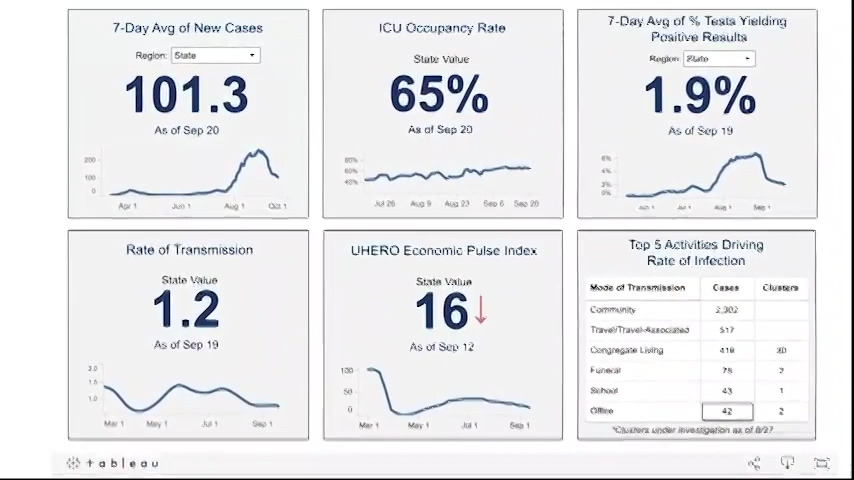 7-Day Avg of New Cases
Region: State
101.3
As of Sep 20
200
100
0
Apr 1 Jun 1 Aug 1 Oct 1
ICU Occupancy Rate
State Value
65%
As of Sep 20
80%
60%
40%
Jul 26 Aug 9 Aug 23 Sep 6 Sep 20
7-Day Avg of % Tests Yielding
Positive Results
Region: State
1.9%
As of Sep 19
6%
4%
2%
0%
Jun 1 Jul 1 Aug 1 Sep 1
Rate of Transmission
State Value
1.2
As of Sep 19
2.0
1.5
1.0
Mar 1 May 1 Jul 1 Sep 1
UHERO Economic Pulse Index
State Value
16↓
As of Sep 12
100
50
0
Mar 1 May 1 Jul 1 Sep 1
Top 5 Activities Driving
Rate of Infection
Mode of Transmission Cases Clusters
Community
Travel/Travel-Associated 517
Congregate Living
Funeral 2
School 43 1
Office 42 2
*Clusters under investigation as of 8/27
+ableau